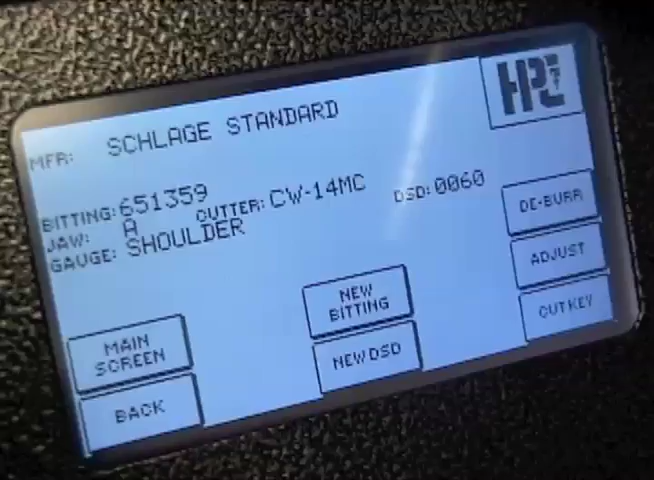 HPC
MFR: SCHLAGE STANDARD
BITTING: 651359
JAW: A CUTTER: CW-14MC DSD: 0060
GAUGE: SHOULDER
DE-BURR
ADJUST
CUT KEY
NEW BITTING
NEW DSD
MAIN SCREEN
BACK